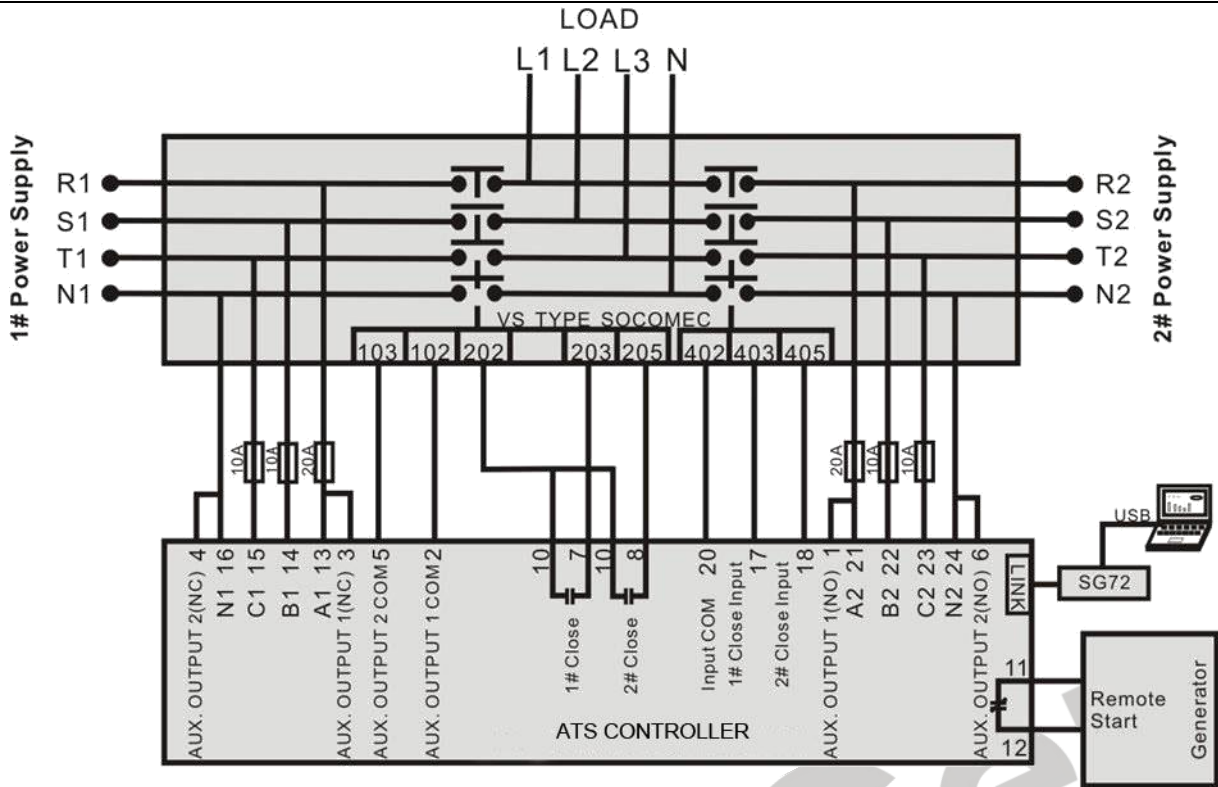 LOAD
L1 L2 L3 N
1# Power Supply
R1
S1
T1
N1
R2
S2
T2
N2
2# Power Supply
VS TYPE SOCOMEC
103 102 202 203 205 402 403 405
10A 10A 20A
20A 10A 10A
USB
SG72
LINK
AUX. OUTPUT 2(NC) 4
N1 16
C1 15
B1 14
A1 13
AUX. OUTPUT 1(NC) 3
AUX. OUTPUT 2 COM 5
AUX. OUTPUT 1 COM 2
10
7
1# Close
10
8
2# Close
Input COM 20
1# Close Input 17
2# Close Input 18
AUX. OUTPUT 1(NO) 1
A2 21
B2 22
C2 23
N2 24
AUX. OUTPUT 2(NO) 6
11
12
Remote
Start
Generator
ATS CONTROLLER